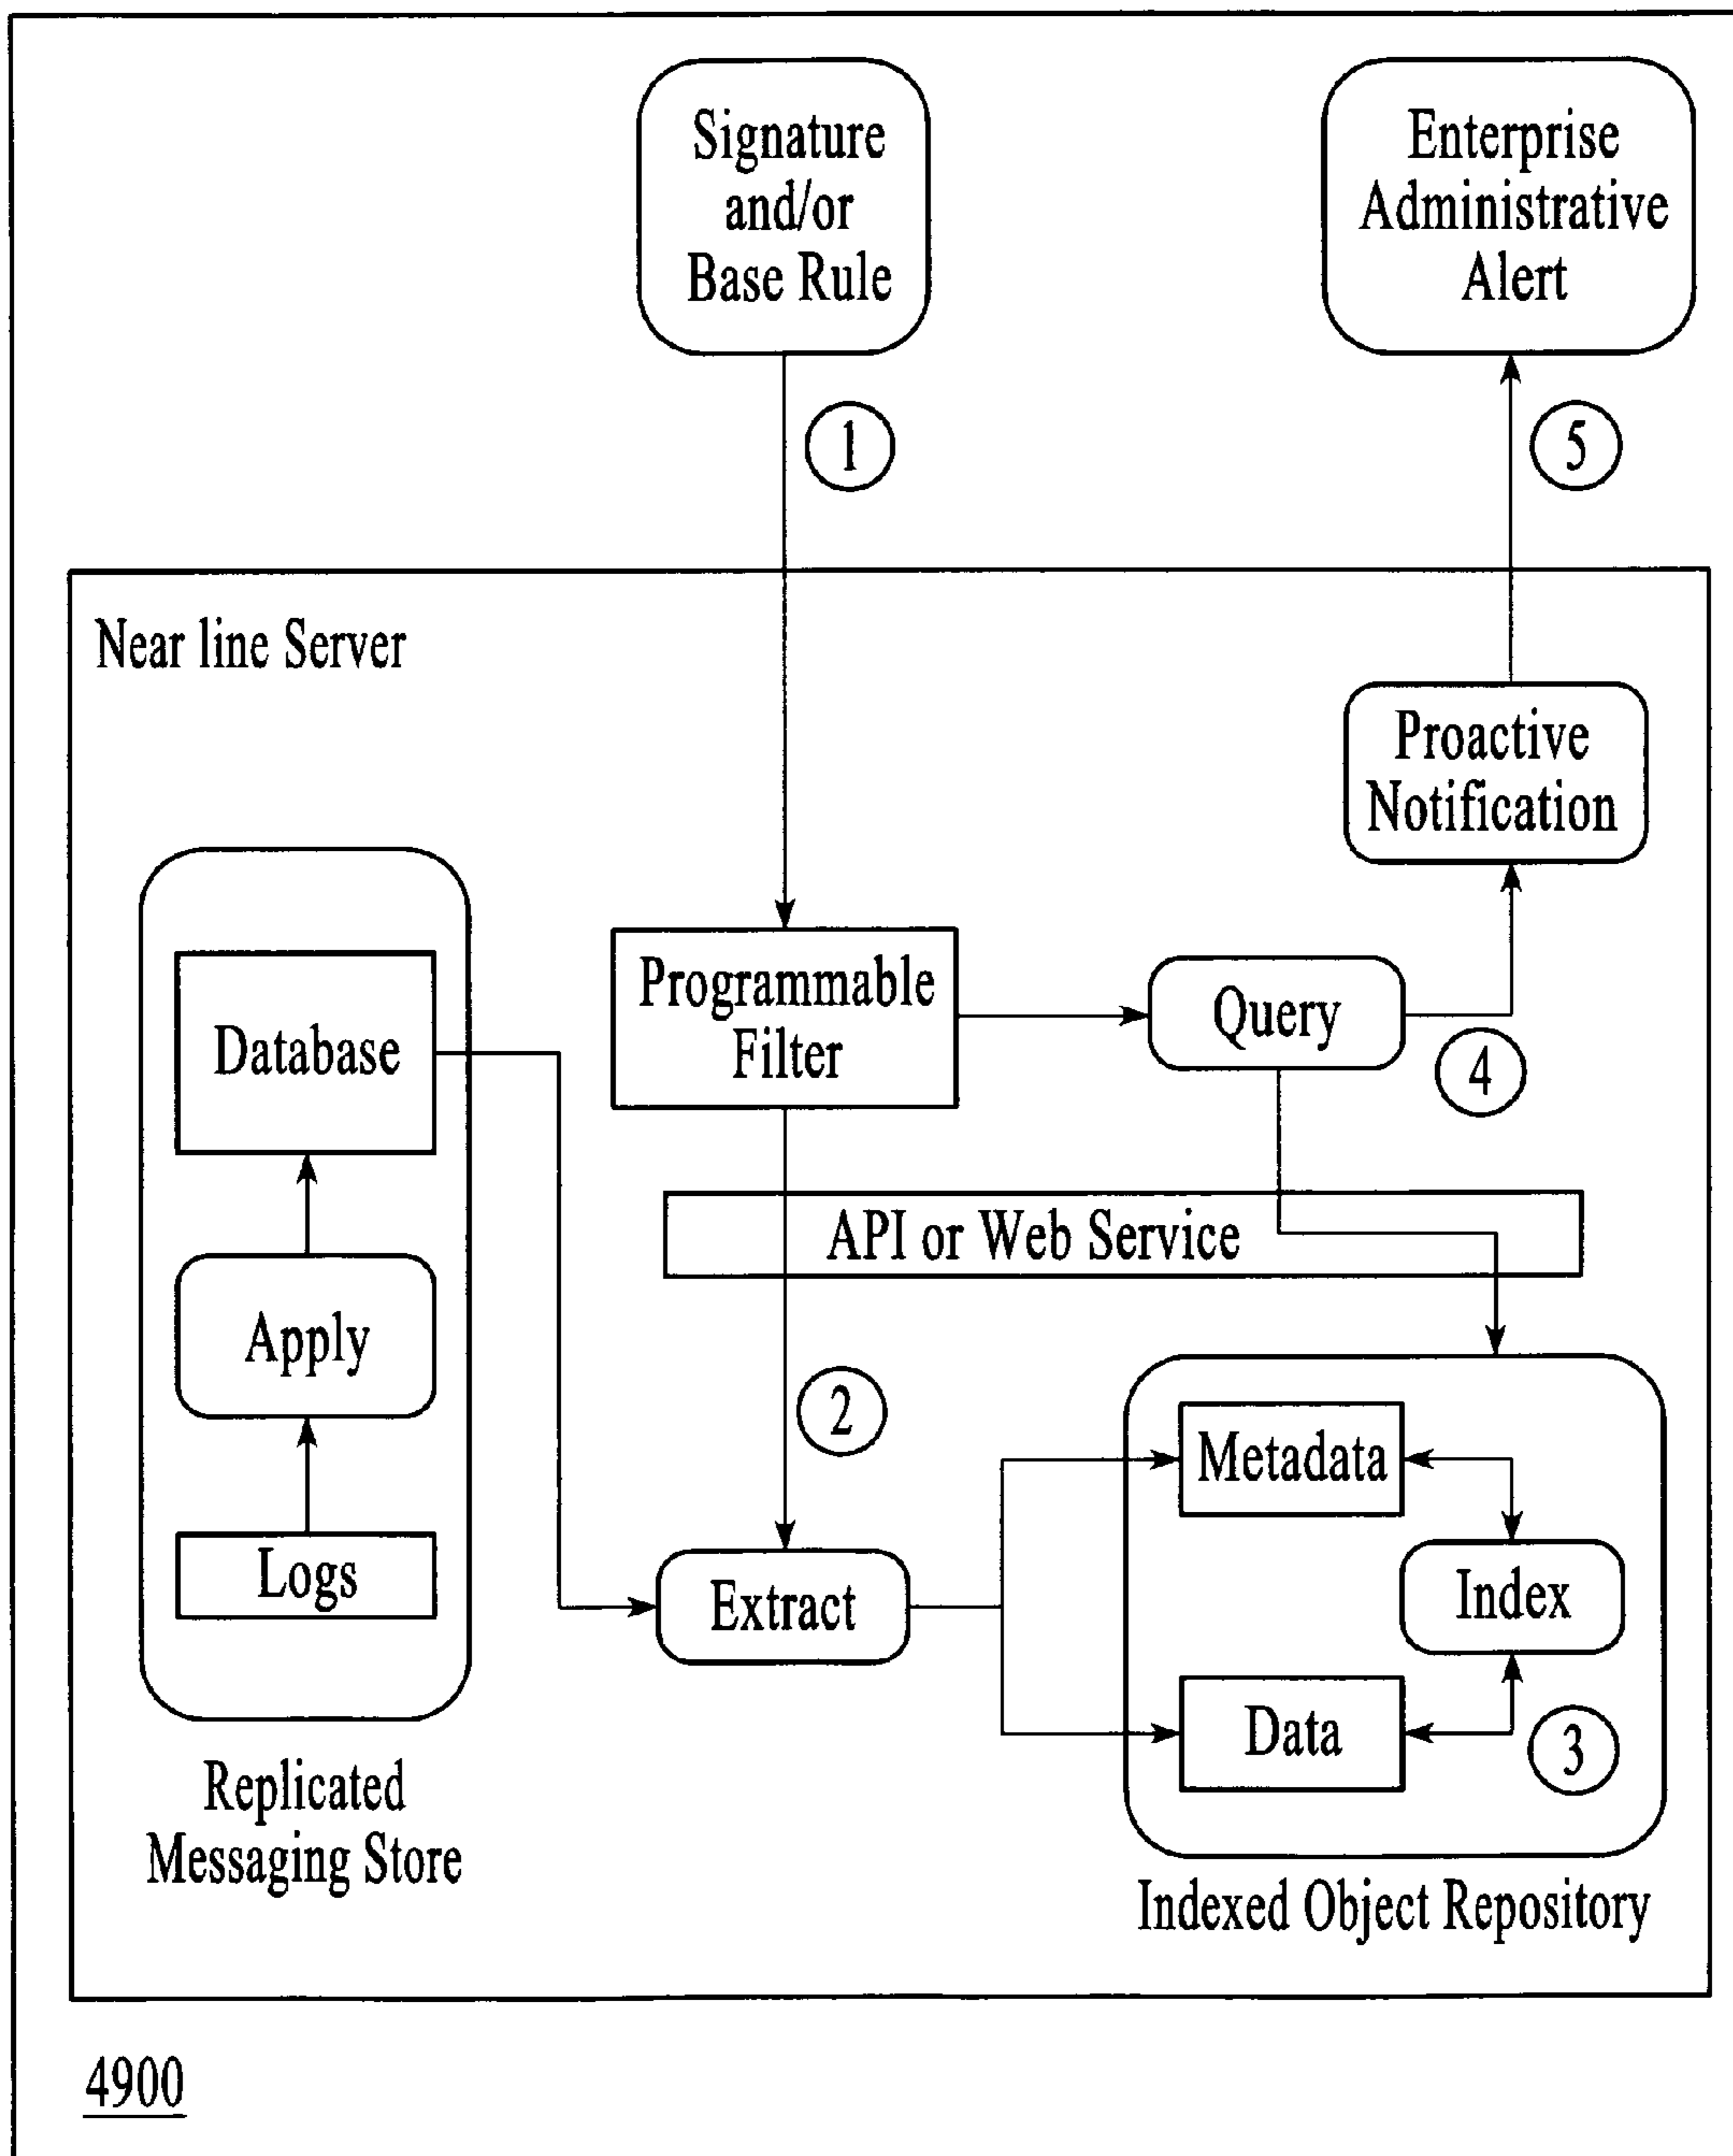 Signature
and/or
Base Rule
Enterprise
Administrative
Alert
1
5
Near line Server
Proactive
Notification
Programmable
Filter
Query
4
Database
API or Web Service
Apply
2
Metadata
Logs
Extract
Index
Data
3
Replicated
Messaging Store
Indexed Object Repository
4900